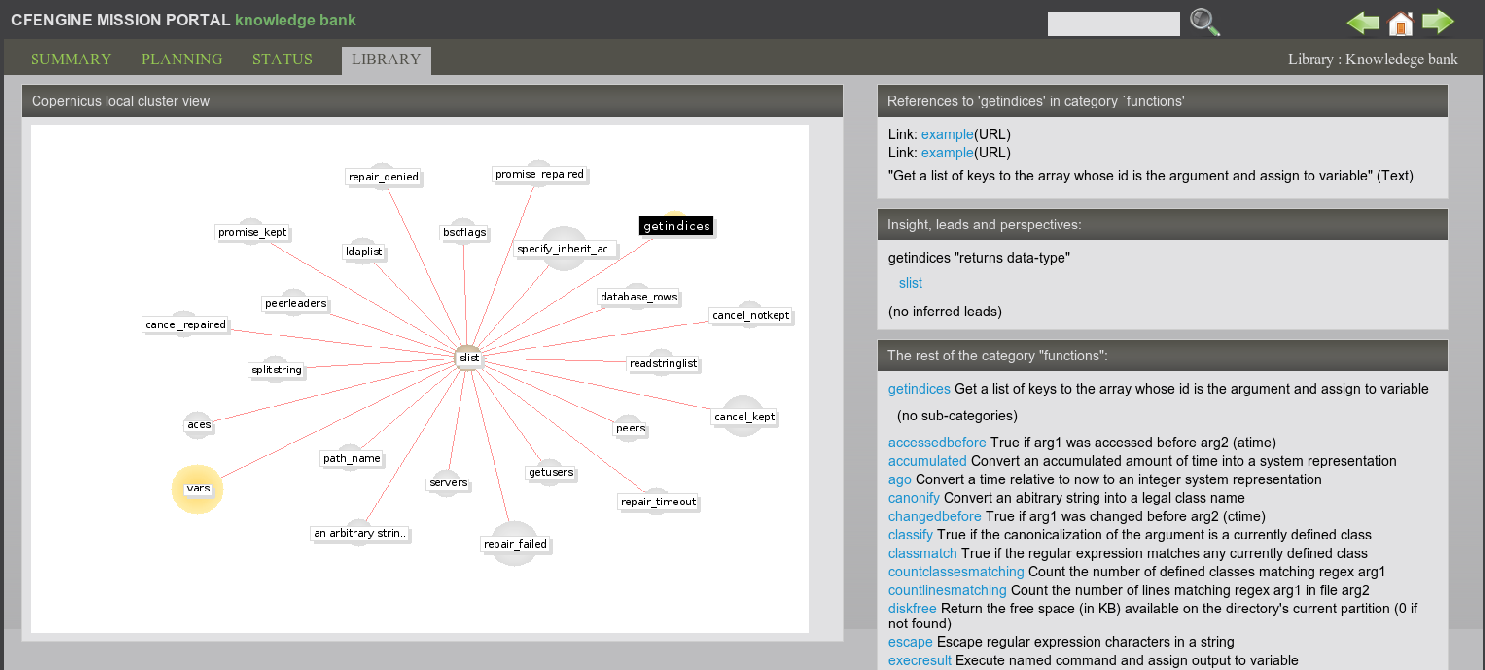 CFENGINE MISSION PORTAL knowledge bank
SUMMARY PLANNING STATUS LIBRARY
Library : Knowledege bank
Copernicus local cluster view
repair_denied
promise_repaired
promise_kept
bscflags
getindices
ldaplist
specify_inherit_ac..
peerleaders
database_rows
cancel_repaired
cancel_notkept
slist
splitstring
readstringlist
aces
cancel_kept
peers
path_name
vars
servers
getusers
repair_timeout
an arbitrary strin..
repair_failed
References to 'getindices' in category `functions'
Link: example(URL)
Link: example(URL)
"Get a list of keys to the array whose id is the argument and assign to variable" (Text)
Insight, leads and perspectives:
getindices "returns data-type"
slist
(no inferred leads)
The rest of the category "functions":
getindices Get a list of keys to the array whose id is the argument and assign to variable
(no sub-categories)
accessedbefore True if arg1 was accessed before arg2 (atime)
accumulated Convert an accumulated amount of time into a system representation
ago Convert a time relative to now to an integer system representation
canonify Convert an abitrary string into a legal class name
changedbefore True if arg1 was changed before arg2 (ctime)
classify True if the canonicalization of the argument is a currently defined class
classmatch True if the regular expression matches any currently defined class
countclassesmatching Count the number of defined classes matching regex arg1
countlinesmatching Count the number of lines matching regex arg1 in file arg2
diskfree Return the free space (in KB) available on the directory's current partition (0 if
not found)
escape Escape regular expression characters in a string
execresult Execute named command and assign output to variable